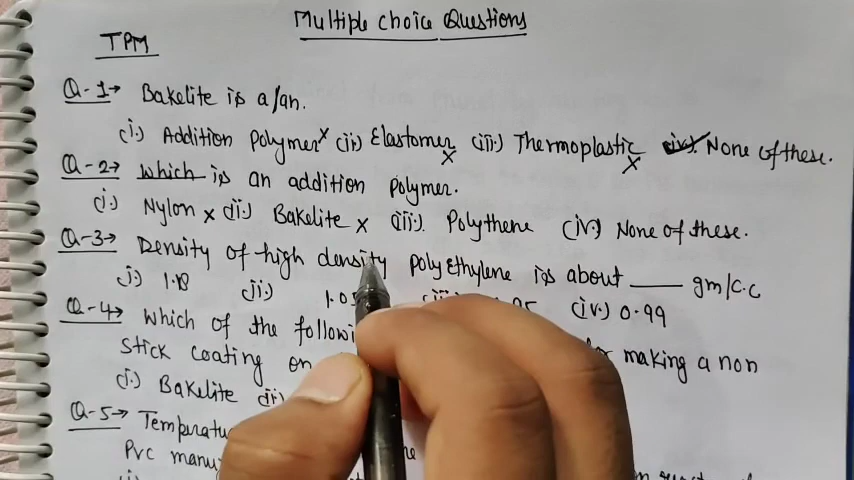 Multiple choice Questions
TPM
Q-1→ Bakelite is a/an.
(i.) Addition Polymer x (ii) Elastomer x (iii.) Thermoplastic x (iv). None of these.
Q-2→ which is an addition polymer.
(i.) Nylon x (ii.) Bakelite x (iii.). Polythene (iv.) None of these.
Q-3→ Density of high density polyEthylene is about ___ gm/c.c
(ii.) (iv.) 0.99
Q-4→ which of the making a non
Stick coating on
(i.) Bakelite (ii)
Q-5→
Pvc